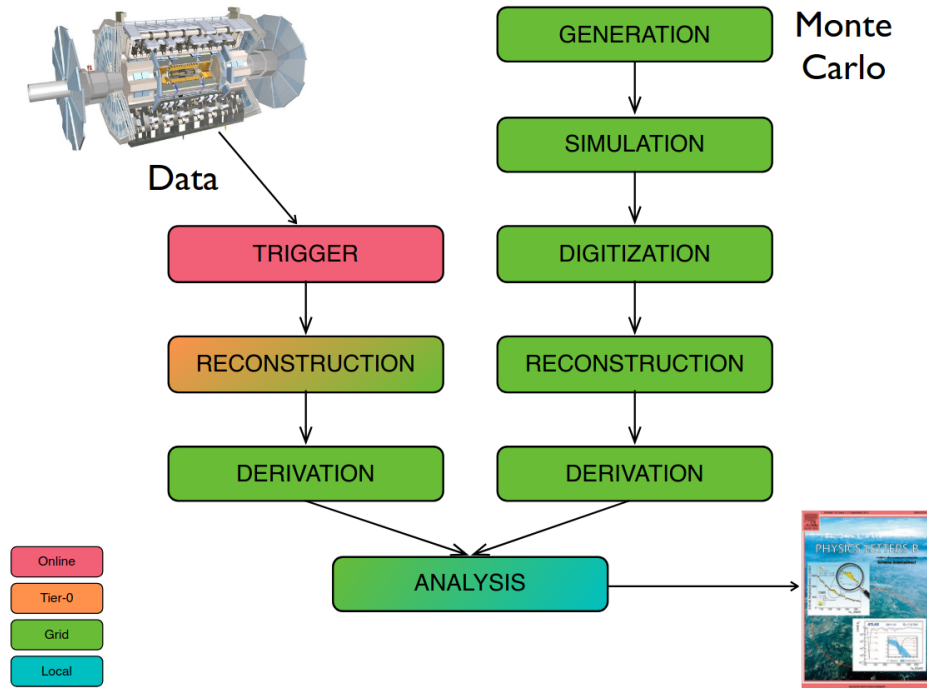 GENERATION
Monte
Carlo
SIMULATION
Data
TRIGGER
DIGITIZATION
RECONSTRUCTION
RECONSTRUCTION
DERIVATION
DERIVATION
ANALYSIS
Online
Tier-0
Grid
Local
PHYSICS LETTERS B
ATLAS